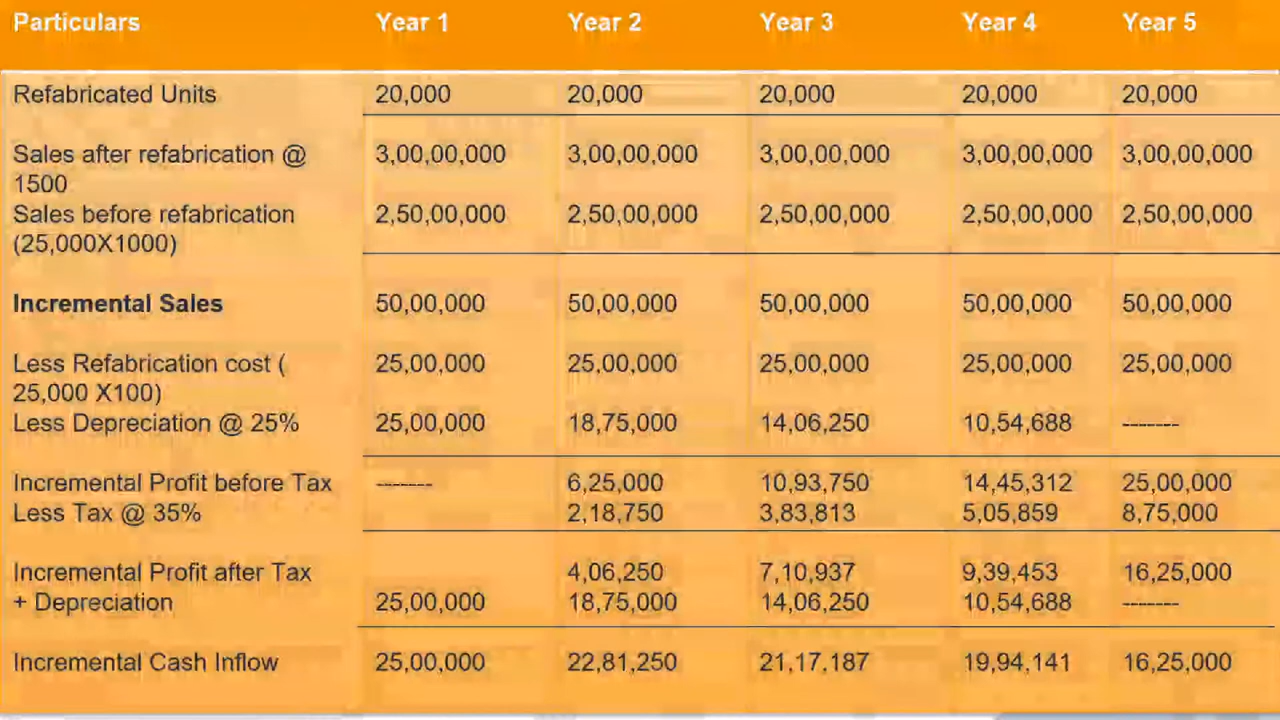 Particulars Year 1 Year 2 Year 3 Year 4 Year 5
Refabricated Units 20,000 20,000 20,000 20,000 20,000
Sales after refabrication @ 3,00,00,000 3,00,00,000 3,00,00,000 3,00,00,000 3,00,00,000
1500
Sales before refabrication 2,50,00,000 2,50,00,000 2,50,00,000 2,50,00,000 2,50,00,000
(25,000X1000)
Incremental Sales 50,00,000 50,00,000 50,00,000 50,00,000 50,00,000
Less Refabrication cost ( 25,00,000 25,00,000 25,00,000 25,00,000 25,00,000
25,000 X100)
Less Depreciation @ 25% 25,00,000 18,75,000 14,06,250 10,54,688 -------
Incremental Profit before Tax ------- 6,25,000 10,93,750 14,45,312 25,00,000
Less Tax @ 35% 2,18,750 3,83,813 5,05,859 8,75,000
Incremental Profit after Tax 4,06,250 7,10,937 9,39,453 16,25,000
+ Depreciation 25,00,000 18,75,000 14,06,250 10,54,688 -------
Incremental Cash Inflow 25,00,000 22,81,250 21,17,187 19,94,141 16,25,000